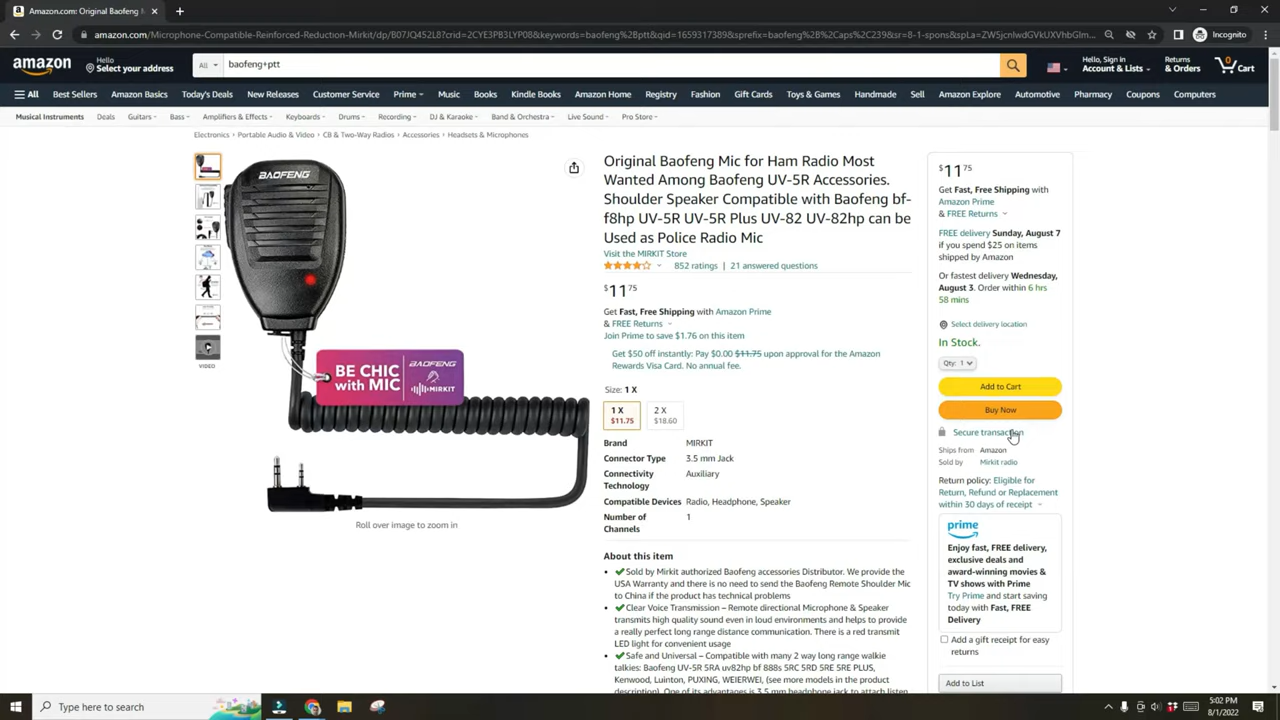 Amazon.com: Baofeng
amazon.com/Microphone-Compatible-Reinforced-Reduction-Mirkit/dp/B07JQ452L8?crid=2CYE3PB3LYP08&keywords=baofeng%2Bptt&qid=1659317389&sprefix=baofeng%2B%2Caps%2C239&sr=8-1-spons&
Incognito
amazon
Hello
Select your address
All
baofeng+ptt
Hello, Sign in
Account & Lists
Returns
& Orders
0
Cart
All
Best Sellers
Amazon Basics
Today's Deals
New Releases
Customer Service
Prime
Music
Books
Kindle Books
Amazon Home
Registry
Fashion
Gift Cards
Toys & Games
Handmade
Sell
Amazon Explore
Automotive
Pharmacy
Coupons
Computers
Musical Instruments
Deals
Guitars
Bass
Amplifiers & Effects
Keyboards
Drums
Recording
DJ & Karaoke
Band & Orchestra
Live Sound
Pro Store
Electronics › Portable Audio & Video › CB & Two-Way Radios › Accessories › Headsets & Microphones
VIDEO
BAOFENG
BE CHIC
with MIC
BAOFENG
MIRKIT
Roll over image to zoom in
Original Baofeng Mic for Ham Radio Most
Wanted Among Baofeng UV-5R Accessories.
Shoulder Speaker Compatible with Baofeng bf-
f8hp UV-5R UV-5R Plus UV-82 UV-82hp can be
Used as Police Radio Mic
Visit the MIRKIT Store
852 ratings | 21 answered questions
$11 75
Get Fast, Free Shipping with Amazon Prime
& FREE Returns
Join Prime to save $1.76 on this item
Get $50 off instantly: Pay $0.00 $11.75 upon approval for the Amazon
Rewards Visa Card. No annual fee.
Size: 1 X
1 X
$11.75
2 X
$18.60
Brand MIRKIT
Connector Type 3.5 mm Jack
Connectivity Auxiliary
Technology
Compatible Devices Radio, Headphone, Speaker
Number of 1
Channels
About this item
• ✔Sold by Mirkit authorized Baofeng accessories Distributor. We provide the
USA Warranty and there is no need to send the Baofeng Remote Shoulder Mic
to China if the product has technical problems
• ✔Clear Voice Transmission – Remote directional Microphone & Speaker
transmits high quality sound even in loud environments and helps to provide
a really perfect long range distance communication. There is a red transmit
LED light for convenient usage
• ✔Safe and Universal – Compatible with many 2 way long range walkie
talkies: Baofeng UV-5R 5RA uv82hp bf 888s 5RC 5RD 5RE 5RE PLUS,
Kenwood, Luinton, PUXING, WEIERWEI, (see more models in the product
description). One of its advantages is 3.5 mm headphone jack to attach listen
$11 75
Get Fast, Free Shipping with
Amazon Prime
& FREE Returns
FREE delivery Sunday, August 7
if you spend $25 on items
shipped by Amazon
Or fastest delivery Wednesday,
August 3. Order within 6 hrs
58 mins
Select delivery location
In Stock.
Qty: 1
Add to Cart
Buy Now
Secure transaction
Ships from Amazon
Sold by Mirkit radio
Return policy: Eligible for
Return, Refund or Replacement
within 30 days of receipt
prime
Enjoy fast, FREE delivery,
exclusive deals and
award-winning movies &
TV shows with Prime
Try Prime and start saving
today with Fast, FREE
Delivery
Add a gift receipt for easy
returns
Add to List
Type here to search
5:02 PM
8/1/2022